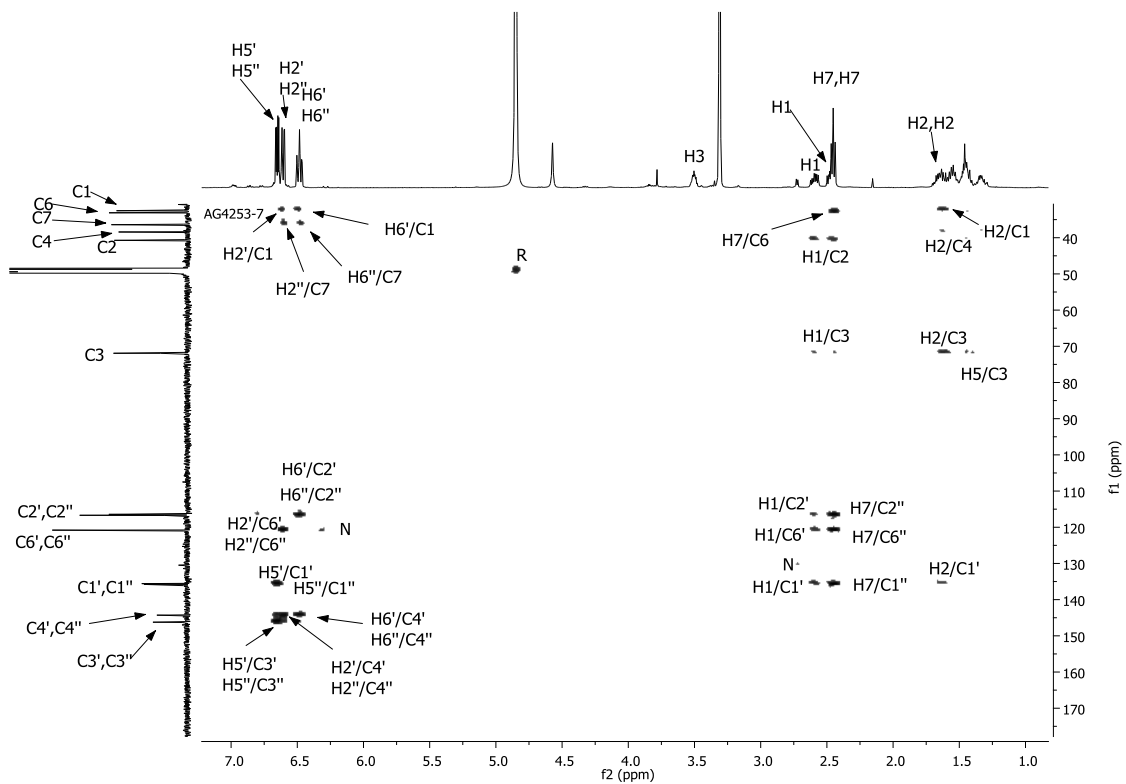 H5'
H5"
H2'
H2"
H6'
H6"
H7,H7
H1
H2,H2
H3
H1
C1
C6
C7
C4
C2
AG4253-7
H6'/C1
H2'/C1
H6"/C7
H2"/C7
R
H7/C6
H1/C2
H2/C1
H2/C4
40
50
60
C3
H1/C3
H2/C3
H5/C3
70
80
90
100
110
120
130
140
150
160
170
f1 (ppm)
H6'/C2'
H6"/C2"
C2',C2"
C6',C6"
H2'/C6'
H2"/C6"
N
H1/C2'
H7/C2"
H1/C6'
H7/C6"
N
H5'/C1'
H5"/C1"
C1',C1"
H1/C1'
H7/C1"
H2/C1'
C4',C4"
C3',C3"
H6'/C4'
H6"/C4"
H5'/C3'
H5"/C3"
H2'/C4'
H2"/C4"
7.0 6.5 6.0 5.5 5.0 4.5 4.0 3.5 3.0 2.5 2.0 1.5 1.0
f2 (ppm)